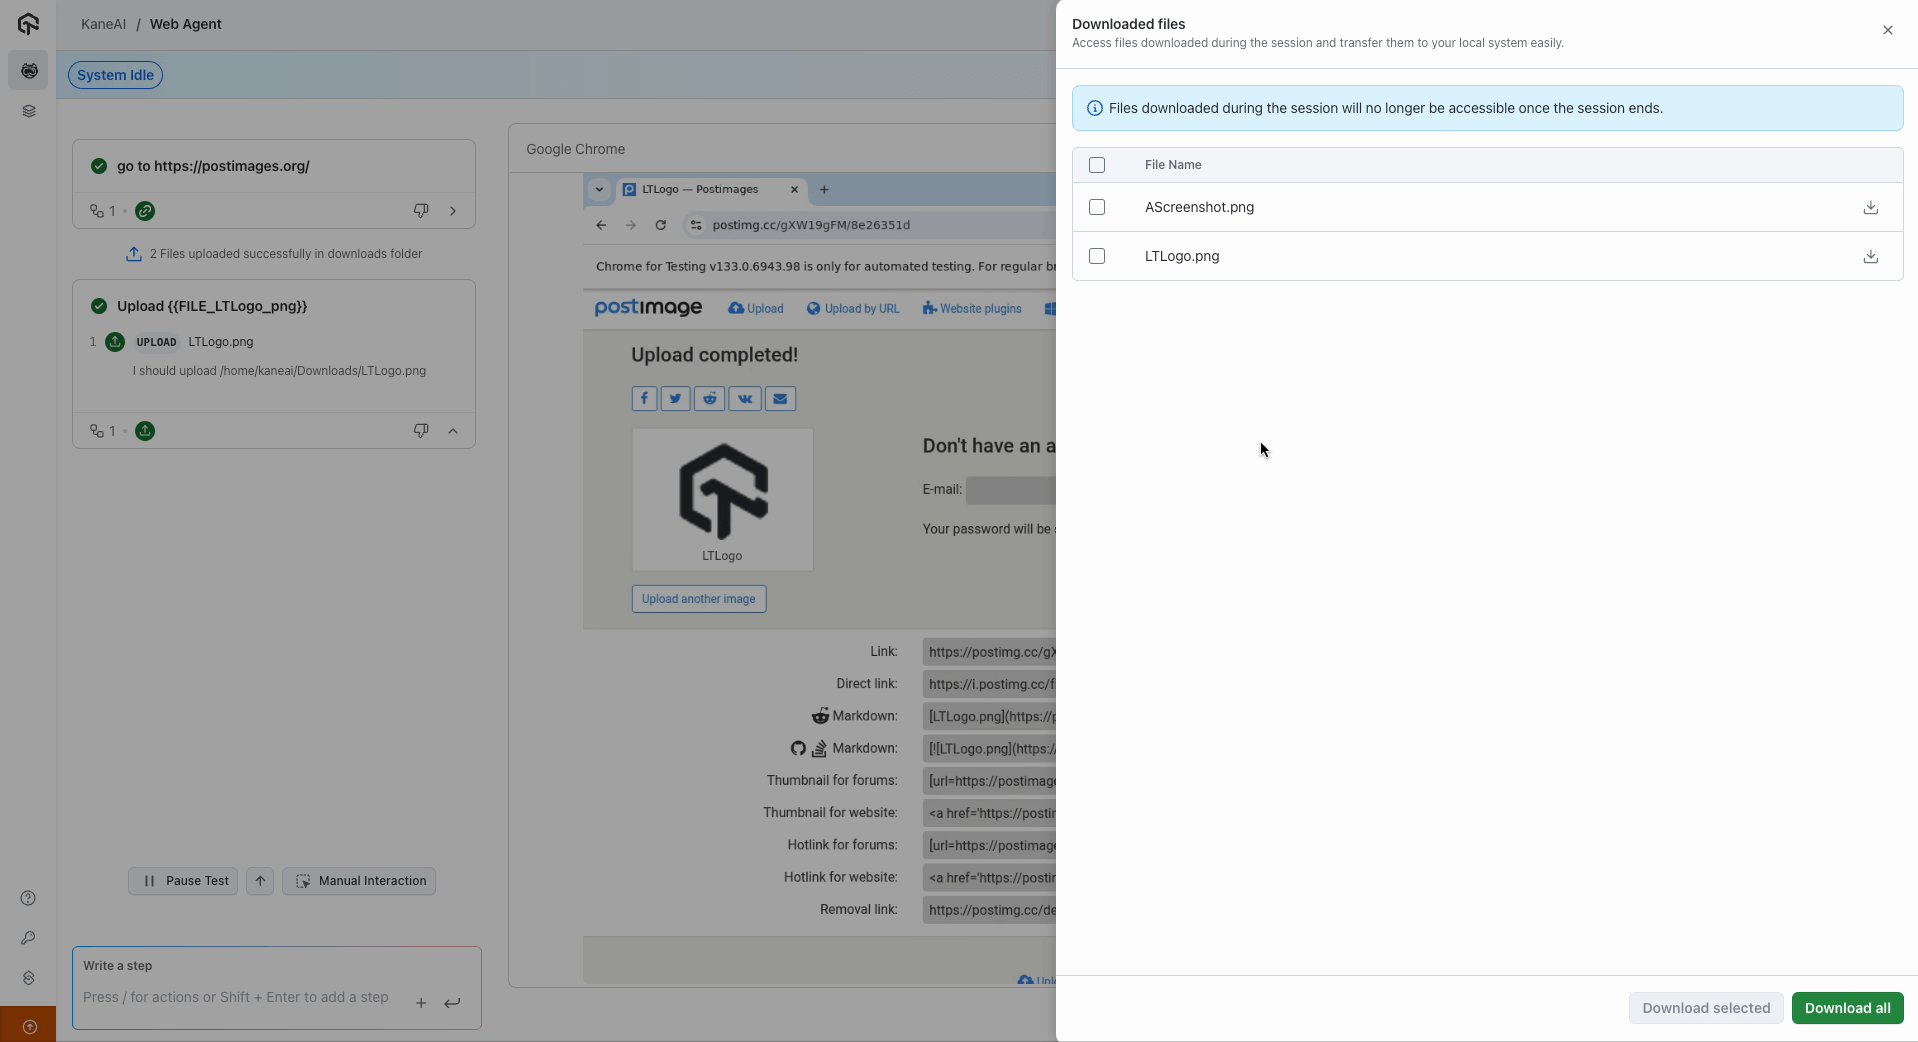 KaneAI / Web Agent
System Idle
go to https://postimages.org/
1
2 Files uploaded successfully in downloads folder
Upload {{FILE_LTLogo_png}}
1 UPLOAD LTLogo.png
I should upload /home/kaneai/Downloads/LTLogo.png
1
Pause Test
Manual Interaction
Write a step
Press / for actions or Shift + Enter to add a step
Google Chrome
LTLogo — Postimages
postimg.cc/gXW19gFM/8e26351d
Chrome for Testing v133.0.6943.98 is only for automated testing. For regular br
postimage Upload Upload by URL Website plugins
Upload completed!
LTLogo
Don't have an a
E-mail:
Your password will be
Upload another image
Link: https://postimg.cc/gX
Direct link: https://i.postimg.cc/f
Markdown: [LTLogo.png](https://p
Markdown: [![LTLogo.png](https:/
Thumbnail for forums: [url=https://postimage
Thumbnail for website: <a href='https://postin
Hotlink for forums: [url=https://postimage
Hotlink for website: <a href='https://postin
Removal link: https://postimg.cc/de
Downloaded files
Access files downloaded during the session and transfer them to your local system easily.
Files downloaded during the session will no longer be accessible once the session ends.
File Name
AScreenshot.png
LTLogo.png
Download selected
Download all